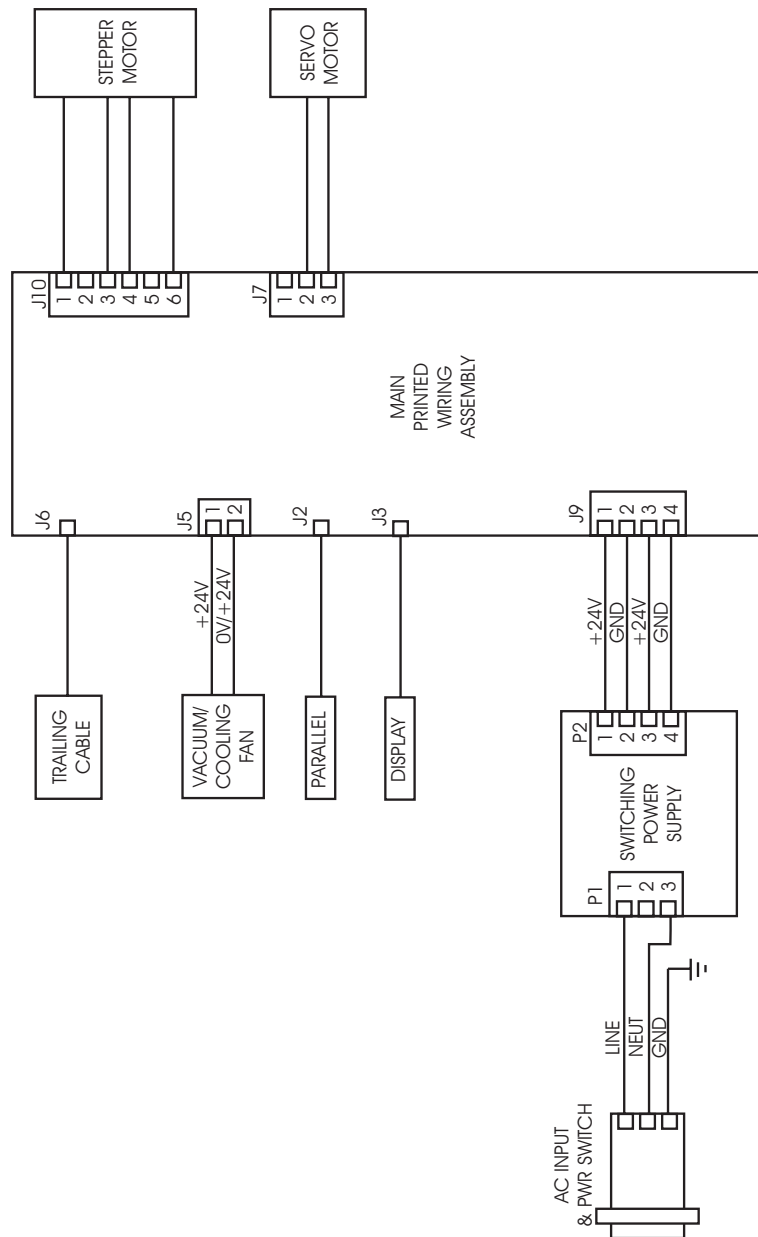 STEPPER
MOTOR
SERVO
MOTOR
J10
1
2
3
4
5
6
J7
1
2
3
MAIN
PRINTED
WIRING
ASSEMBLY
J6
J5
1
2
J2
J3
J9
1
2
3
4
+24V
0V/+24V
+24V
GND
+24V
GND
TRAILING
CABLE
VACUUM/
COOLING
FAN
PARALLEL
DISPLAY
P2
1
2
3
4
SWITCHING
POWER
SUPPLY
P1
1
2
3
LINE
NEUT
GND
AC INPUT
& PWR SWITCH